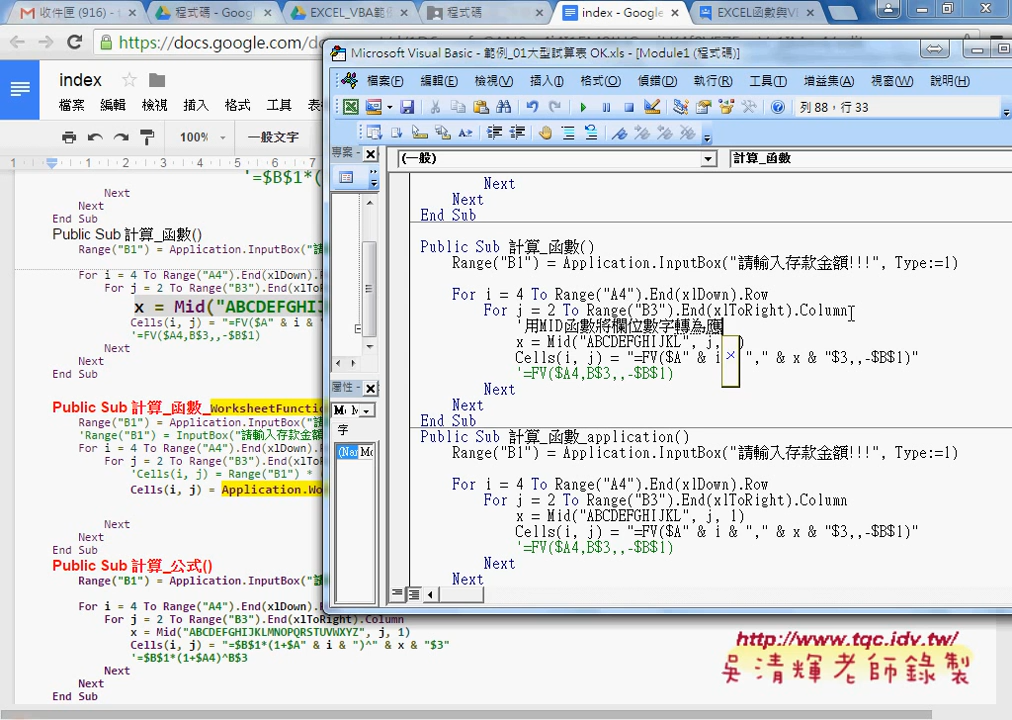 收件匣 (916) - f
程式碼 - Goog
EXCEL_VBA範
程式碼
index - Google
EXCEL函數與V
https://docs.google.com/d
index
檔案 編輯 檢視 插入 格式 工具
100%
一般文字
'=$B$1*(
Next
Next
End Sub
Public Sub 計算_函數()
Range("B1") = Application.InputBox("
For i = 4 To Range("A4").End(xlDown).
For j = 2 To Range("B3").End(xlTo
x = Mid("ABCDEFGHI
Cells(i, j) = "=FV($A" & i &
'=FV($A4,B$3,,-$B$1)
Public Sub 計算_函數_WorksheetFuncti
Range("B1") = Application.InputBox("
'Range("B1") = InputBox("請輸入存款金額
For i = 4 To Range("A4").End(xlDown).
For j = 2 To Range("B3").End(xlTo
'Cells(i, j) = Range("B1") *
Cells(i, j) = Application.Wo
Next
Next
End Sub
Public Sub 計算_公式()
Range("B1") = Application.InputBox("
For i = 4 To Range("A4").End(xlDown).
For j = 2 To Range("B3").End(xlToRight).Column
x = Mid("ABCDEFGHIJKLMNOPQRSTUVWXYZ", j, 1)
Cells(i, j) = "=$B$1*(1+$A" & i & ")^" & x & "$3"
'=$B$1*(1+$A4)^B$3
Next
Next
End Sub
Microsoft Visual Basic - 範例_01大型試算表 OK.xls - [Module1 (程式碼)]
檔案(F) 編輯(E) 檢視(V) 插入(I) 格式(O) 偵錯(D) 執行(R) 工具(T) 增益集(A) 視窗(W) 說明(H)
列 88，行 33
專案 -
(一般)
計算_函數
屬性 -
字
Next
Next
End Sub
Public Sub 計算_函數()
Range("B1") = Application.InputBox("請輸入存款金額!!!", Type:=1)
For i = 4 To Range("A4").End(xlDown).Row
For j = 2 To Range("B3").End(xlToRight).Column
'用MID函數將欄位數字轉為應
x = Mid("ABCDEFGHIJKL", j, )
Cells(i, j) = "=FV($A" & i "," & x & "$3,,-$B$1)"
'=FV($A4,B$3,,-$B$1)
Next
Next
End Sub
Public Sub 計算_函數_application()
Range("B1") = Application.InputBox("請輸入存款金額!!!", Type:=1)
For i = 4 To Range("A4").End(xlDown).Row
For j = 2 To Range("B3").End(xlToRight).Column
x = Mid("ABCDEFGHIJKL", j, 1)
Cells(i, j) = "=FV($A" & i & "," & x & "$3,,-$B$1)"
'=FV($A4,B$3,,-$B$1)
Next
Next
http://www.tqc.idv.tw/
吳清輝老師錄製